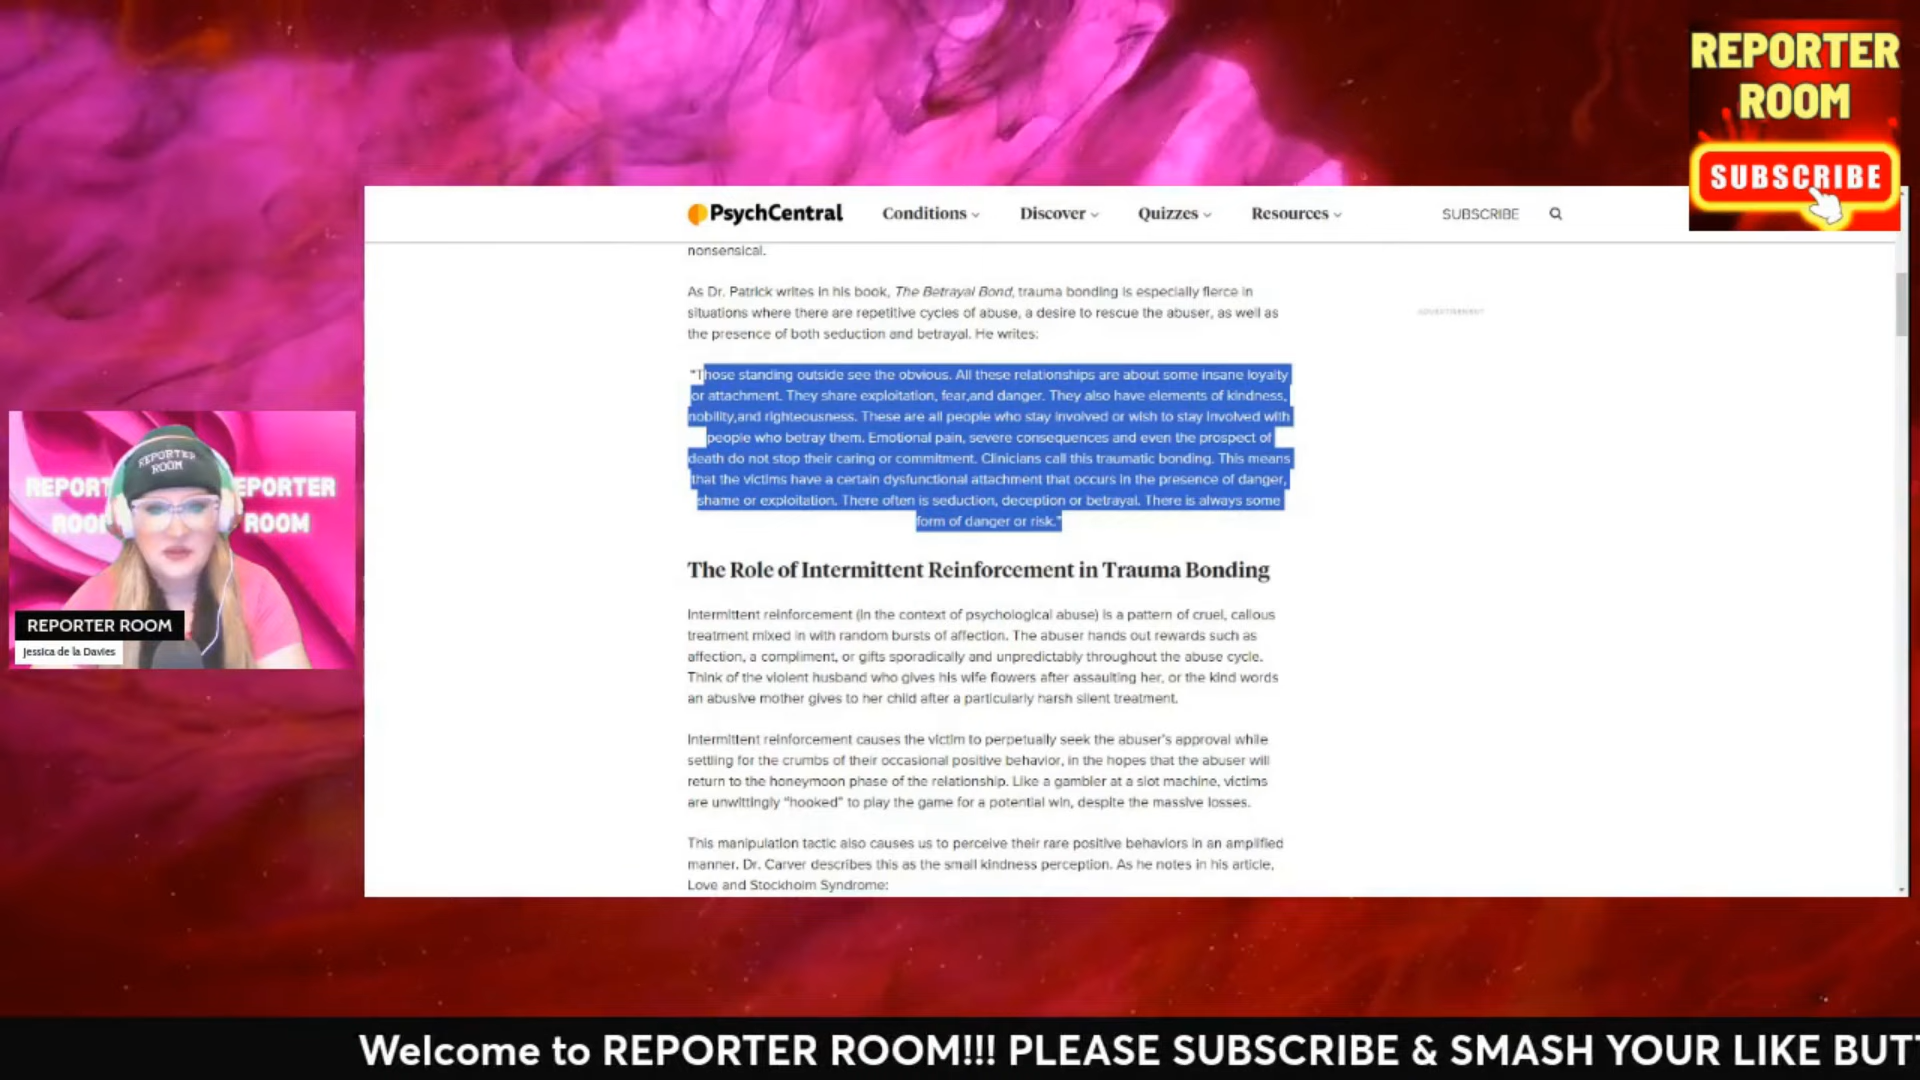 REPORTER
ROOM
SUBSCRIBE
PsychCentral
Conditions
Discover
Quizzes
Resources
SUBSCRIBE
nonsensical.
As Dr. Patrick writes in his book, The Betrayal Bond, trauma bonding is especially fierce in
situations where there are repetitive cycles of abuse, a desire to rescue the abuser, as well as
the presence of both seduction and betrayal. He writes:
ADVERTISEMENT
"Those standing outside see the obvious. All these relationships are about some insane loyalty
or attachment. They share exploitation, fear,and danger. They also have elements of kindness,
nobility,and righteousness. These are all people who stay involved or wish to stay involved with
people who betray them. Emotional pain, severe consequences and even the prospect of
death do not stop their caring or commitment. Clinicians call this traumatic bonding. This means
that the victims have a certain dysfunctional attachment that occurs in the presence of danger,
shame or exploitation. There often is seduction, deception or betrayal. There is always some
form of danger or risk."
The Role of Intermittent Reinforcement in Trauma Bonding
Intermittent reinforcement (in the context of psychological abuse) is a pattern of cruel, callous
treatment mixed in with random bursts of affection. The abuser hands out rewards such as
affection, a compliment, or gifts sporadically and unpredictably throughout the abuse cycle.
Think of the violent husband who gives his wife flowers after assaulting her, or the kind words
an abusive mother gives to her child after a particularly harsh silent treatment.
Intermittent reinforcement causes the victim to perpetually seek the abuser's approval while
settling for the crumbs of their occasional positive behavior, in the hopes that the abuser will
return to the honeymoon phase of the relationship. Like a gambler at a slot machine, victims
are unwittingly "hooked" to play the game for a potential win, despite the massive losses.
This manipulation tactic also causes us to perceive their rare positive behaviors in an amplified
manner. Dr. Carver describes this as the small kindness perception. As he notes in his article,
Love and Stockholm Syndrome:
REPORTER
ROOM
REPORT EPORTER
ROO ROOM
REPORTER ROOM
Jessica de la Davies
Welcome to REPORTER ROOM!!! PLEASE SUBSCRIBE & SMASH YOUR LIKE BUT